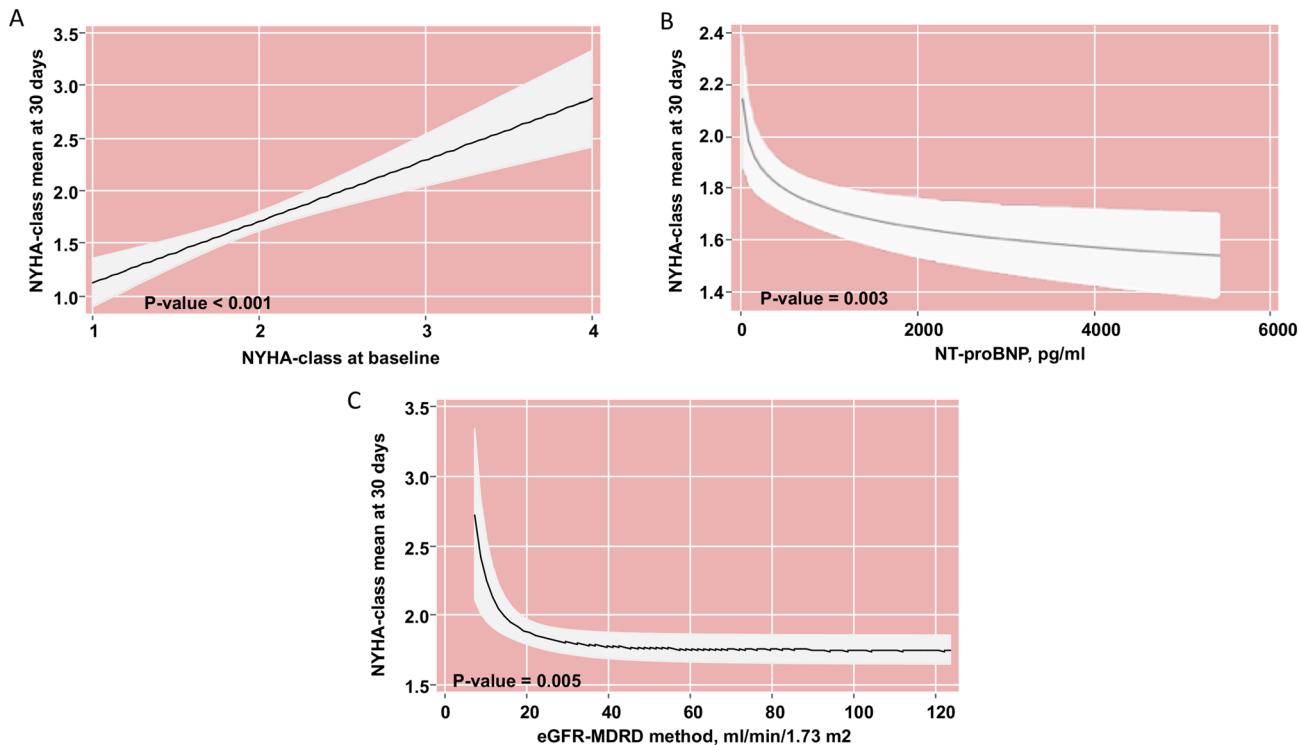 A
NYHA-class mean at 30 days
3.5
3.0
2.5
2.0
1.5
1.0
P-value < 0.001
1 2 3 4
NYHA-class at baseline
B
NYHA-class mean at 30 days
2.4
2.2
2.0
1.8
1.6
1.4
P-value = 0.003
0 2000 4000 6000
NT-proBNP, pg/ml
C
NYHA-class mean at 30 days
3.5
3.0
2.5
2.0
1.5
P-value = 0.005
0 20 40 60 80 100 120
eGFR-MDRD method, ml/min/1.73 m2